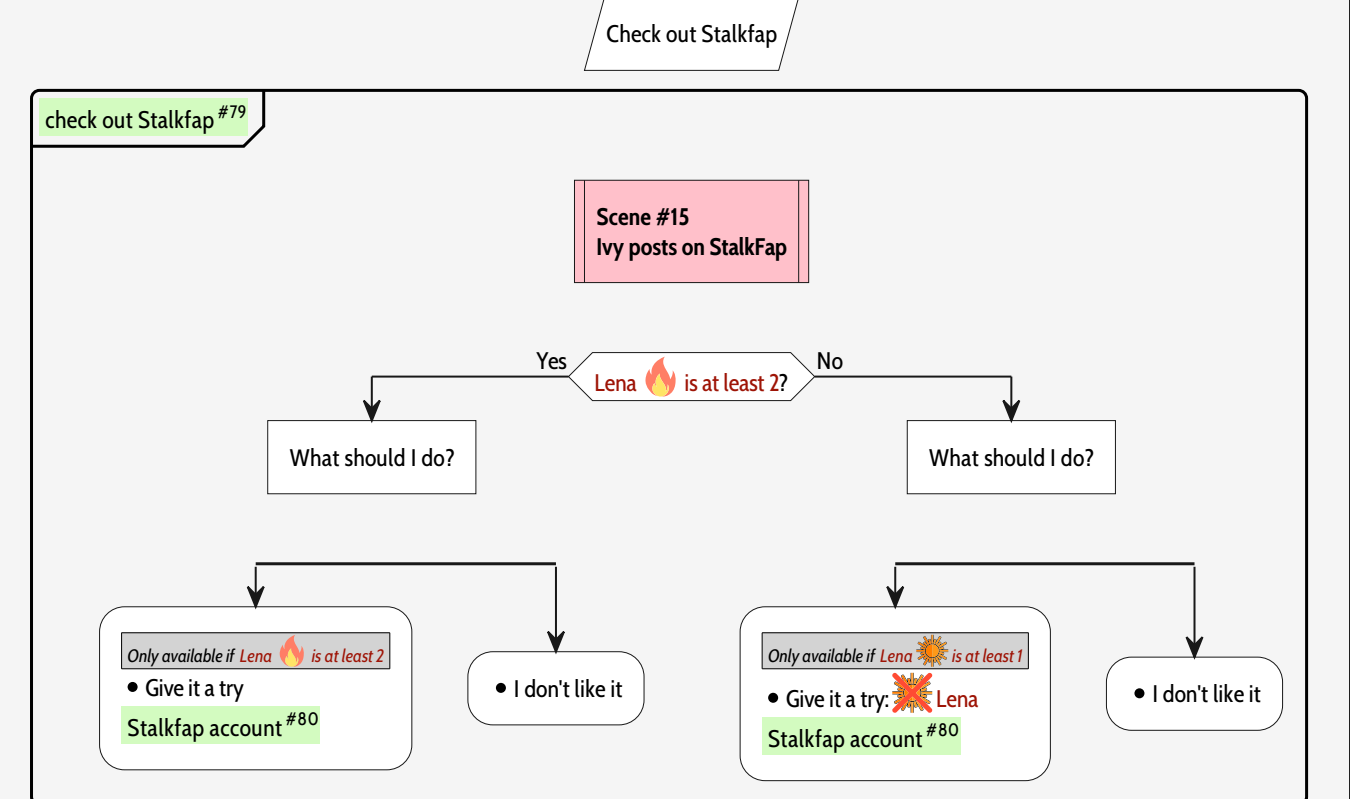 Check out Stalkfap
check out Stalkfap #79
Scene #15
Ivy posts on StalkFap
Yes
Lena is at least 2?
No
What should I do?
What should I do?
Only available if Lena is at least 2
• Give it a try
Stalkfap account #80
• I don't like it
Only available if Lena is at least 1
• Give it a try: Lena
Stalkfap account #80
• I don't like it